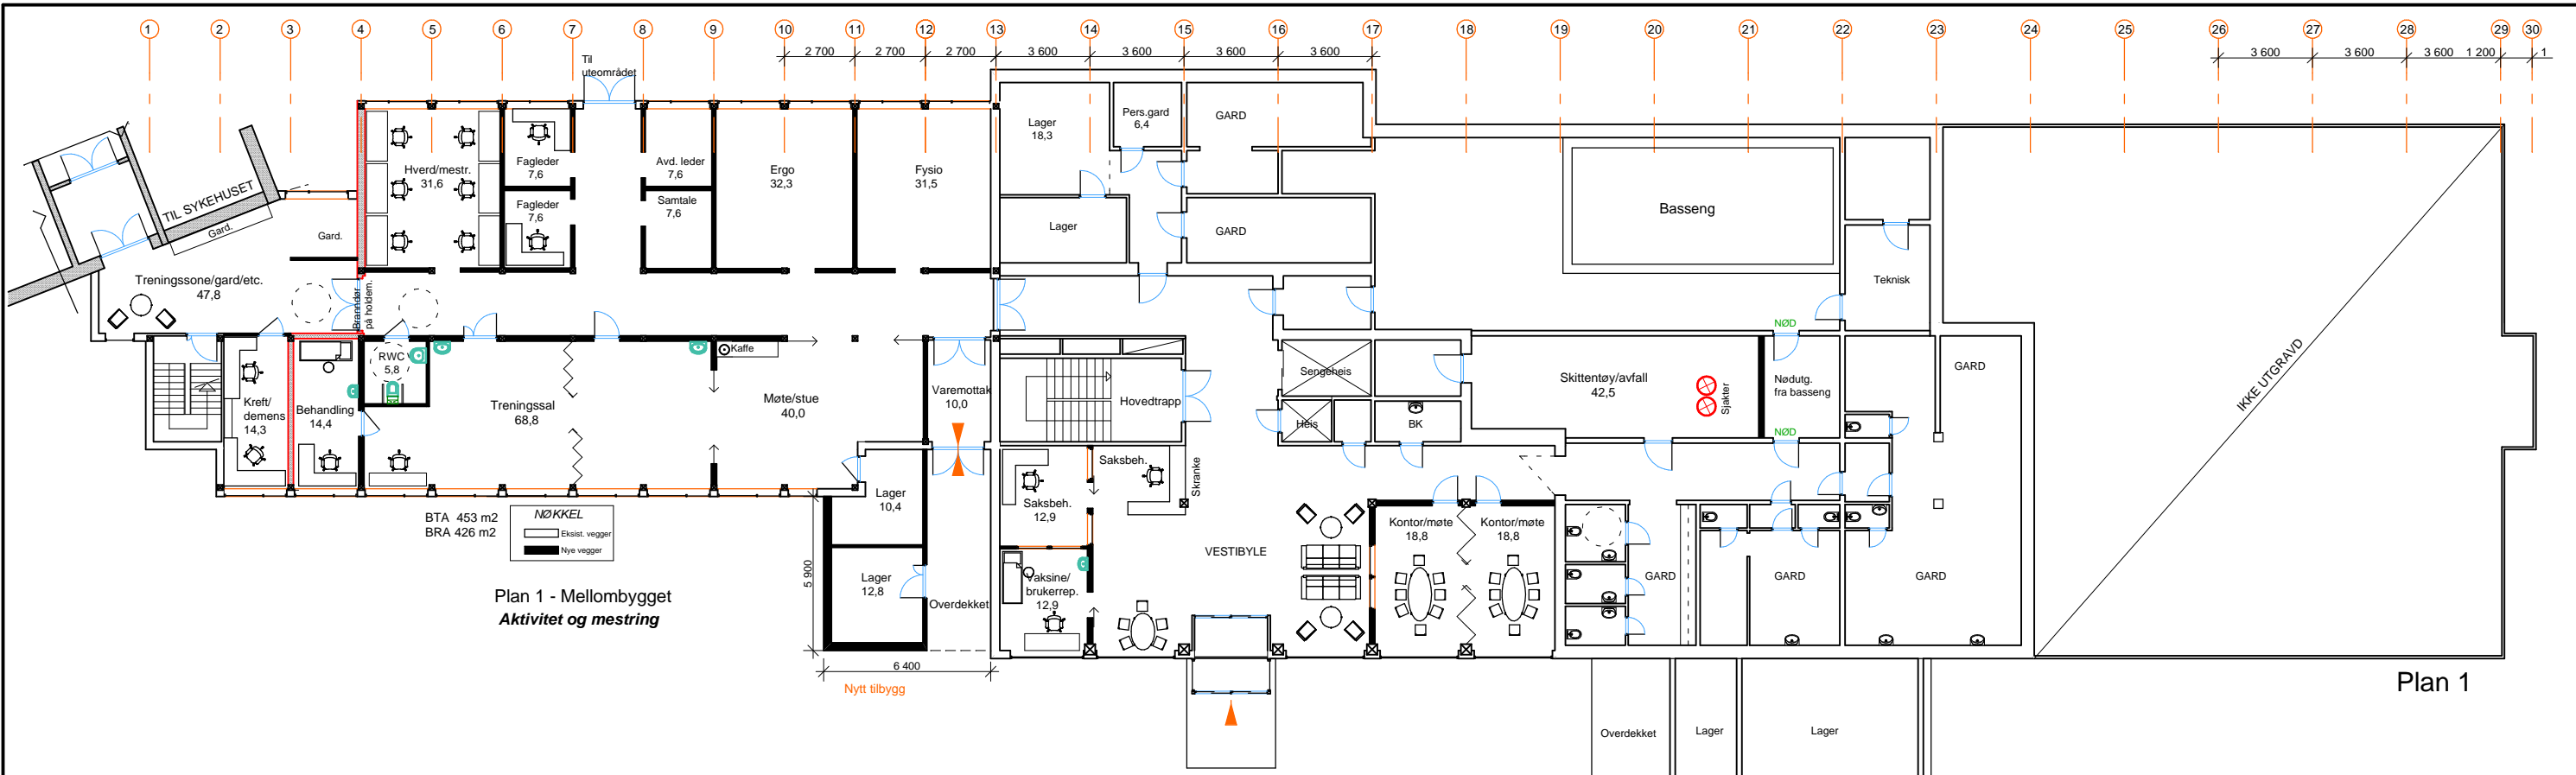 1 2 3 4 5 6 7 8 9 10 11 12 13 14 15 16 17 18 19 20 21 22 23 24 25 26 27 28 29 30
2 700 2 700 2 700 3 600 3 600 3 600 3 600 3 600 3 600 3 600 1 200 1
Til
uteområdet
TIL SYKEHUSET
Gard.
Gard.
Treningssone/gard/etc.
47,8
Branndør
på holdem.
Hverd/mestr.
31,6
Fagleder
7,6
Fagleder
7,6
Avd. leder
7,6
Samtale
7,6
Ergo
32,3
Fysio
31,5
Lager
18,3
Pers.gard
6,4
GARD
Lager
GARD
Basseng
Teknisk
IKKE UTGRAVD
Kreft/
demens
14,3
Behandling
14,4
RWC
5,8
Treningssal
68,8
Kaffe
Møte/stue
40,0
Varemottak
10,0
Hovedtrapp
Sengeheis
Heis
BK
Skittentøy/avfall
42,5
Sjakter
NØD
Nødutg.
fra basseng
NØD
GARD
Lager
10,4
Lager
12,8
Overdekket
Saksbeh.
Saksbeh.
12,9
Skranke
Vaksine/
brukerrep.
12,9
VESTIBYLE
Kontor/møte
18,8
Kontor/møte
18,8
GARD
GARD
GARD
BTA 453 m2
BRA 426 m2
NØKKEL
Eksist. vegger
Nye vegger
Plan 1 - Mellombygget
Aktivitet og mestring
5 900
6 400
Nytt tilbygg
Overdekket
Lager
Lager
Plan 1